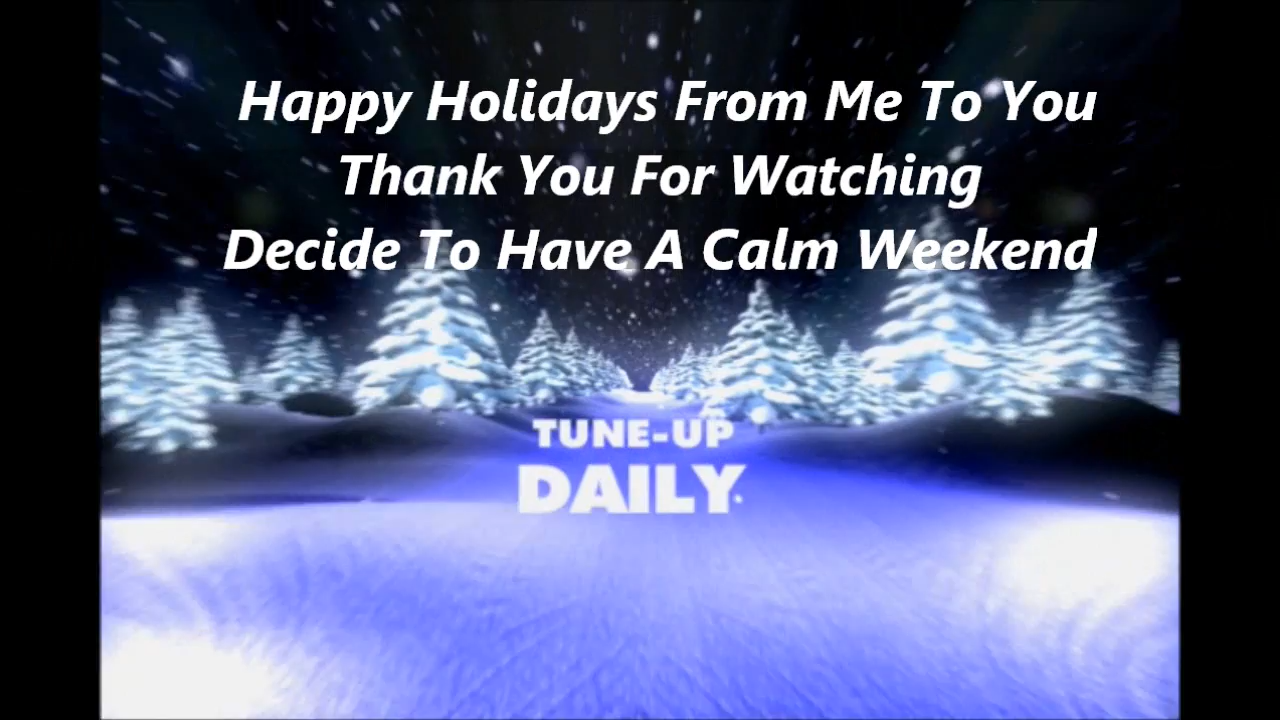 Happy Holidays From Me To You
Thank You For Watching
Decide To Have A Calm Weekend
TUNE-UP
DAILY.